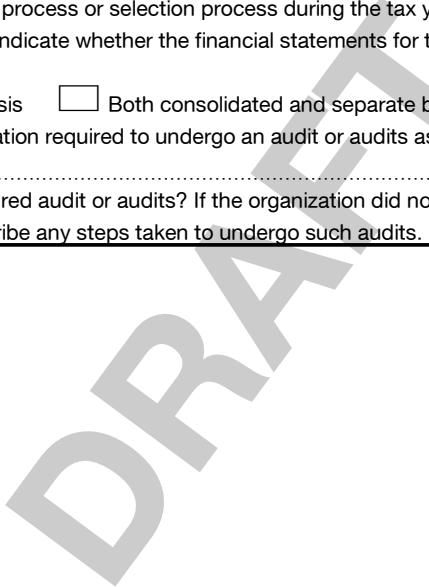 process or selection process during the tax y
ndicate whether the financial statements for t
sis Both consolidated and separate b
ation required to undergo an audit or audits as
red audit or audits? If the organization did no
ribe any steps taken to undergo such audits.
DRAFT